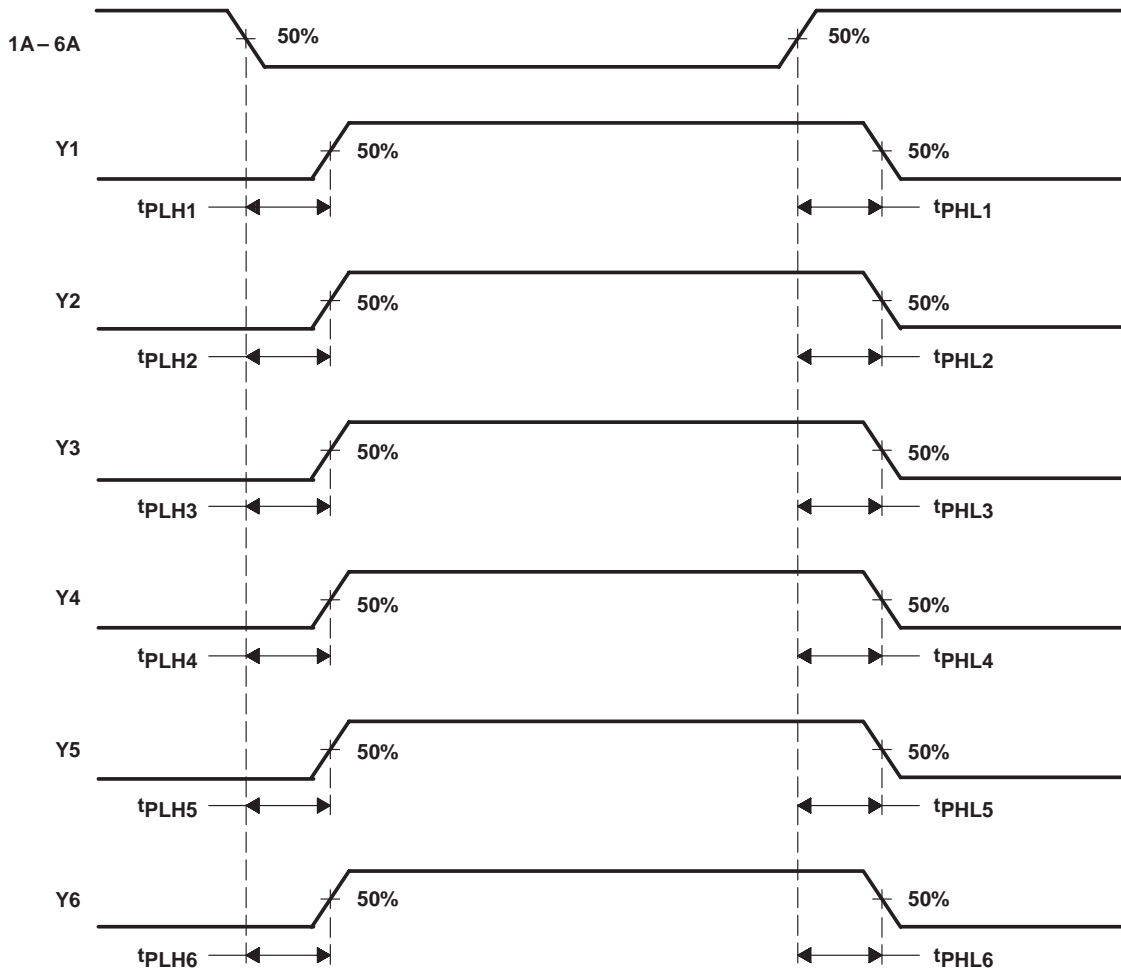 1A – 6A
50% 50%
Y1
50% 50%
tPLH1 tPHL1
Y2
50% 50%
tPLH2 tPHL2
Y3
50% 50%
tPLH3 tPHL3
Y4
50% 50%
tPLH4 tPHL4
Y5
50% 50%
tPLH5 tPHL5
Y6
50% 50%
tPLH6 tPHL6